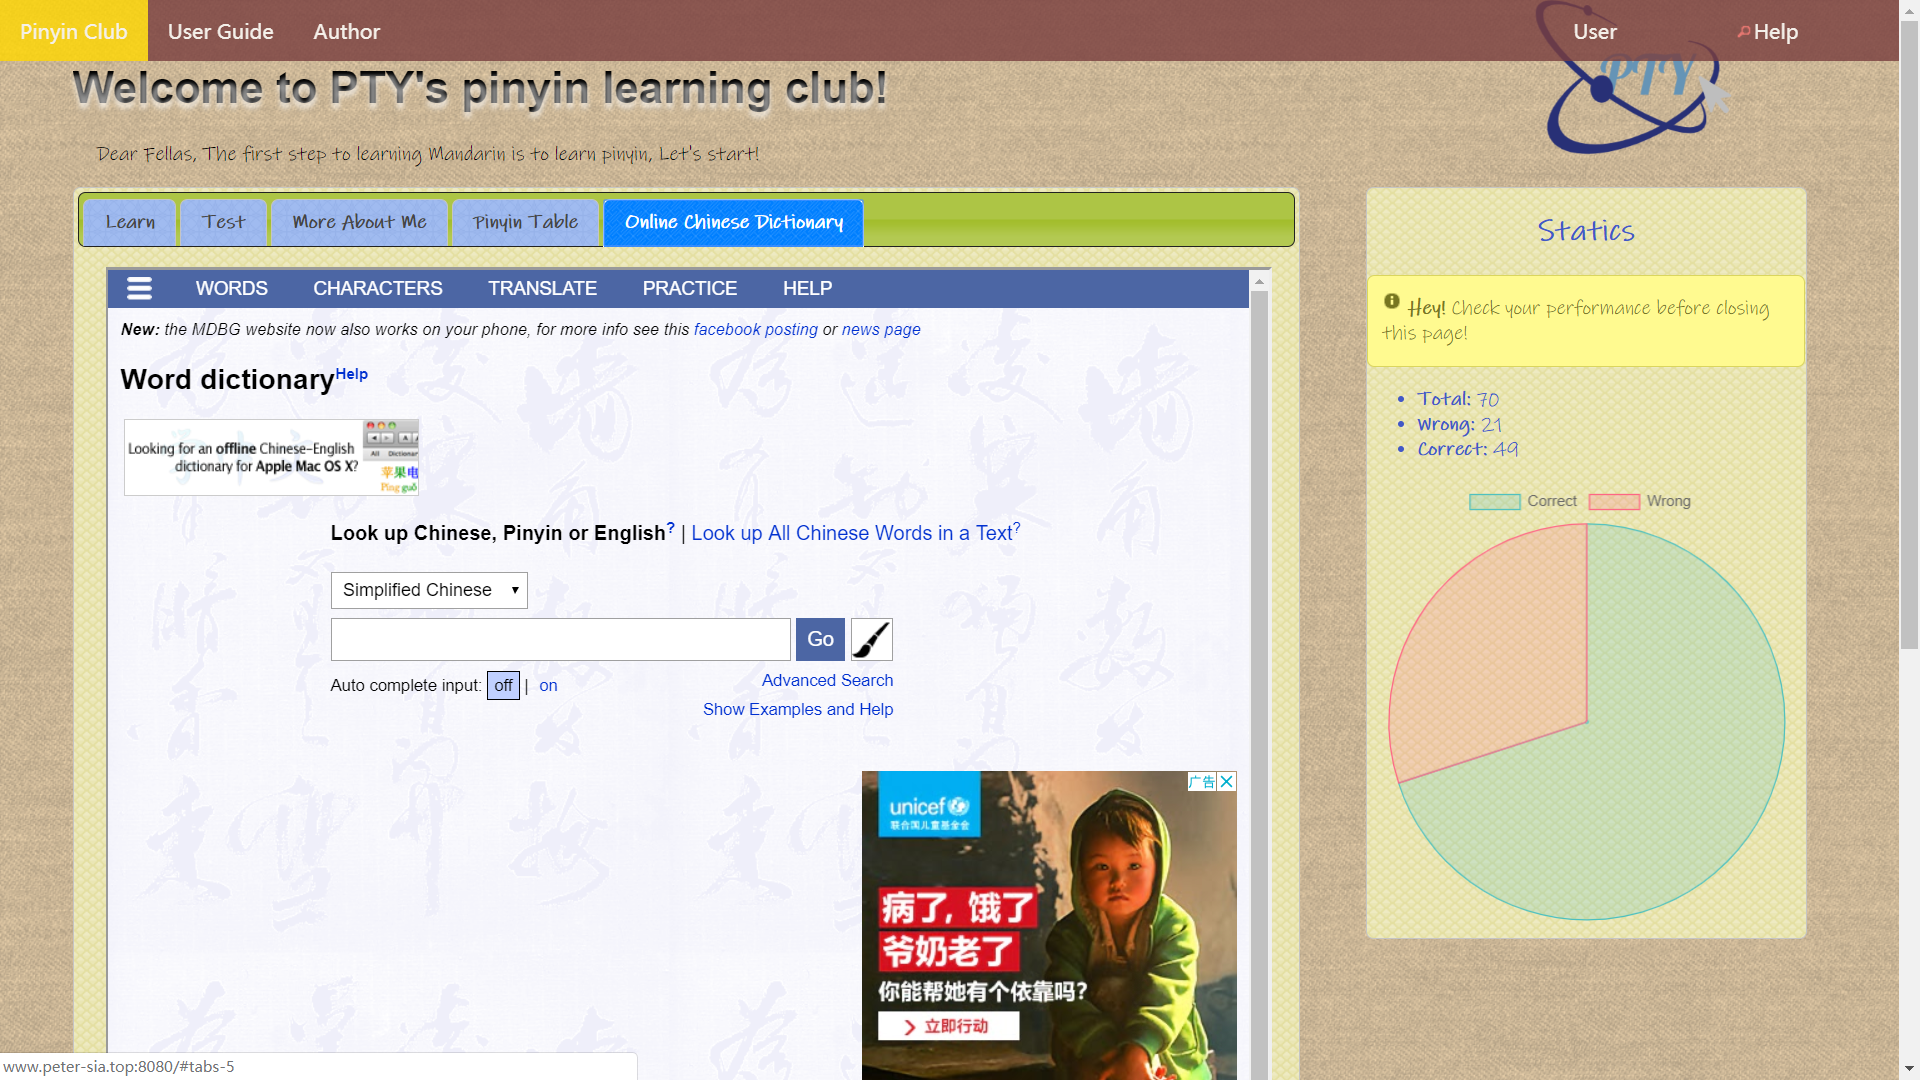 Pinyin Club User Guide Author User Help
Welcome to PTY's pinyin learning club!
PTY
Dear Fellas, The first step to learning Mandarin is to learn pinyin, Let's start!
Learn Test More About Me Pinyin Table Online Chinese Dictionary
WORDS CHARACTERS TRANSLATE PRACTICE HELP
New: the MDBG website now also works on your phone, for more info see this facebook posting or news page
Word dictionary Help
Looking for an offline Chinese-English
dictionary for Apple Mac OS X?
All Dictionar
苹果电
Píng guǒ
Look up Chinese, Pinyin or English? | Look up All Chinese Words in a Text?
Simplified Chinese
Go
Auto complete input: off | on
Advanced Search
Show Examples and Help
广告
unicef
联合国儿童基金会
病了, 饿了
爷奶老了
你能帮她有个依靠吗?
立即行动
Statics
Hey! Check your performance before closing
this page!
Total: 70
Wrong: 21
Correct: 49
Correct Wrong
www.peter-sia.top:8080/#tabs-5